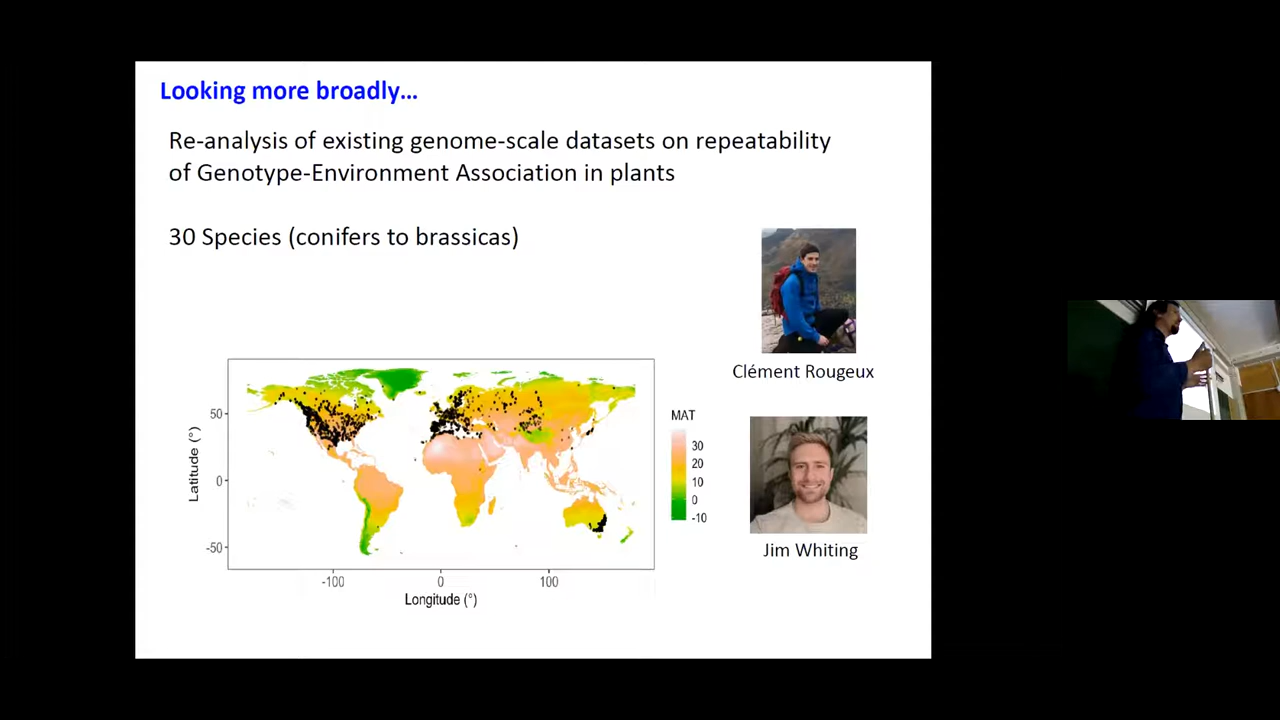 Looking more broadly…
Re-analysis of existing genome-scale datasets on repeatability
of Genotype-Environment Association in plants
30 Species (conifers to brassicas)
Clément Rougeux
Jim Whiting
MAT
30
20
10
0
-10
Latitude (°)
50
0
-50
-100
0
100
Longitude (°)